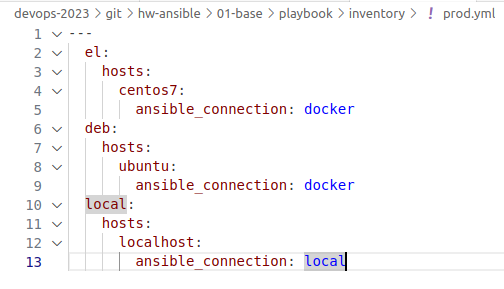 devops-2023 > git > hw-ansible > 01-base > playbook > inventory > ! prod.yml
1 ---
2 el:
3 hosts:
4 centos7:
5 ansible_connection: docker
6 deb:
7 hosts:
8 ubuntu:
9 ansible_connection: docker
10 local:
11 hosts:
12 localhost:
13 ansible_connection: local